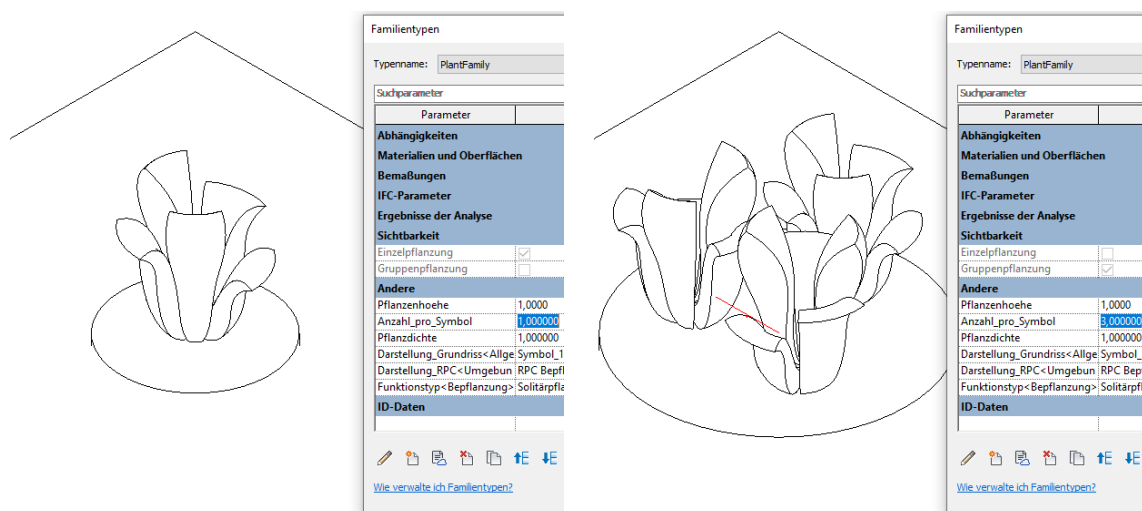 Familientypen
Typenname: PlantFamily
Suchparameter
Parameter
Abhängigkeiten
Materialien und Oberflächen
Bemaßungen
IFC-Parameter
Ergebnisse der Analyse
Sichtbarkeit
Einzelpflanzung
Gruppenpflanzung
Andere
Pflanzenhoehe 1,0000
Anzahl_pro_Symbol 1,000000
Pflanzdichte 1,000000
Darstellung_Grundriss<Allge Symbol_1
Darstellung_RPC<Umgebun RPC Bepfl
Funktionstyp<Bepflanzung> Solitärpfla
ID-Daten
Wie verwalte ich Familientypen?
Familientypen
Typenname: PlantFamily
Suchparameter
Parameter
Abhängigkeiten
Materialien und Oberflächen
Bemaßungen
IFC-Parameter
Ergebnisse der Analyse
Sichtbarkeit
Einzelpflanzung
Gruppenpflanzung
Andere
Pflanzenhoehe 1,0000
Anzahl_pro_Symbol 3,000000
Pflanzdichte 1,000000
Darstellung_Grundriss<Allge Symbol_
Darstellung_RPC<Umgebun RPC Bep
Funktionstyp<Bepflanzung> Solitärpfl
ID-Daten
Wie verwalte ich Familientypen?